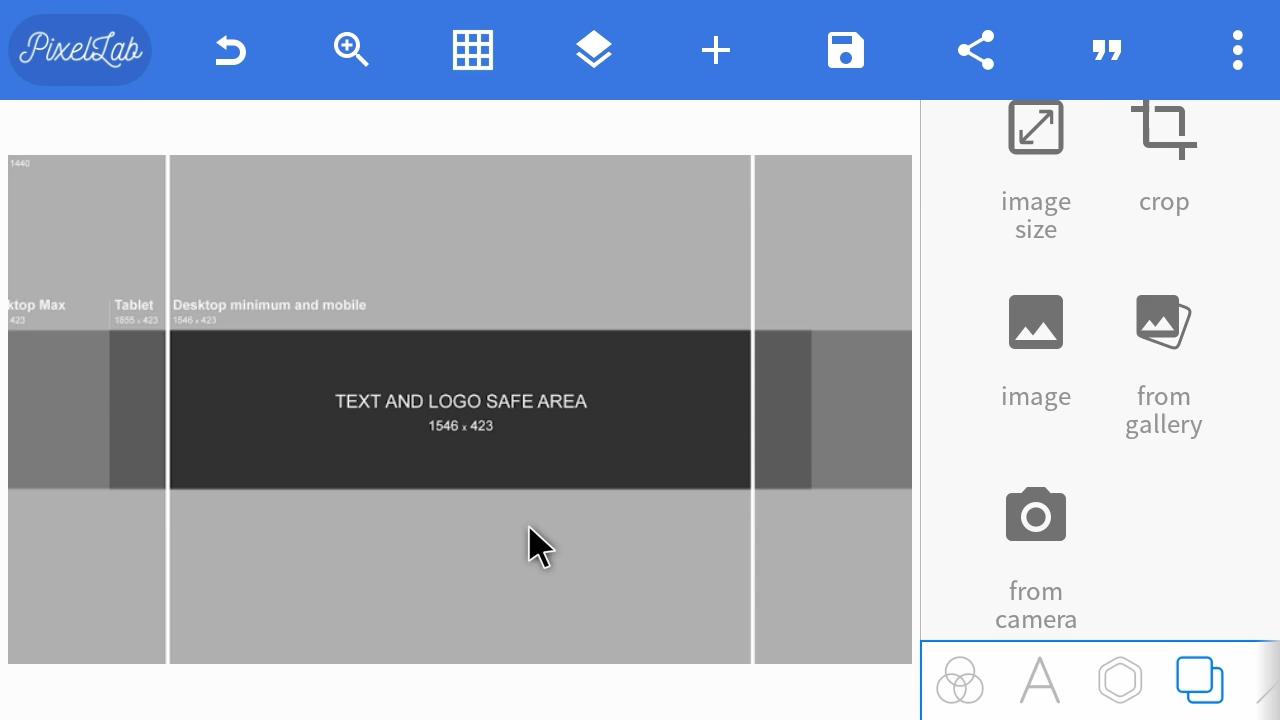 PixelLab
1440
ktop Max
423
Tablet
1855 x 423
Desktop minimum and mobile
1546 x 423
TEXT AND LOGO SAFE AREA
1546 x 423
image
size
crop
image
from
gallery
from
camera